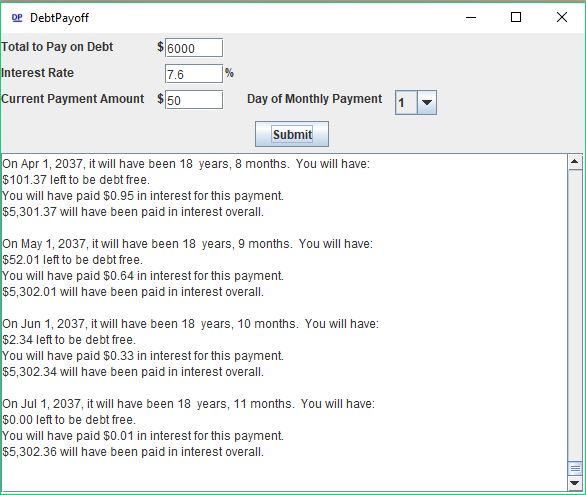 DP DebtPayoff
Total to Pay on Debt $ 6000
Interest Rate 7.6 %
Current Payment Amount $ 50 Day of Monthly Payment 1
Submit
On Apr 1, 2037, it will have been 18 years, 8 months. You will have:
$101.37 left to be debt free.
You will have paid $0.95 in interest for this payment.
$5,301.37 will have been paid in interest overall.
On May 1, 2037, it will have been 18 years, 9 months. You will have:
$52.01 left to be debt free.
You will have paid $0.64 in interest for this payment.
$5,302.01 will have been paid in interest overall.
On Jun 1, 2037, it will have been 18 years, 10 months. You will have:
$2.34 left to be debt free.
You will have paid $0.33 in interest for this payment.
$5,302.34 will have been paid in interest overall.
On Jul 1, 2037, it will have been 18 years, 11 months. You will have:
$0.00 left to be debt free.
You will have paid $0.01 in interest for this payment.
$5,302.36 will have been paid in interest overall.